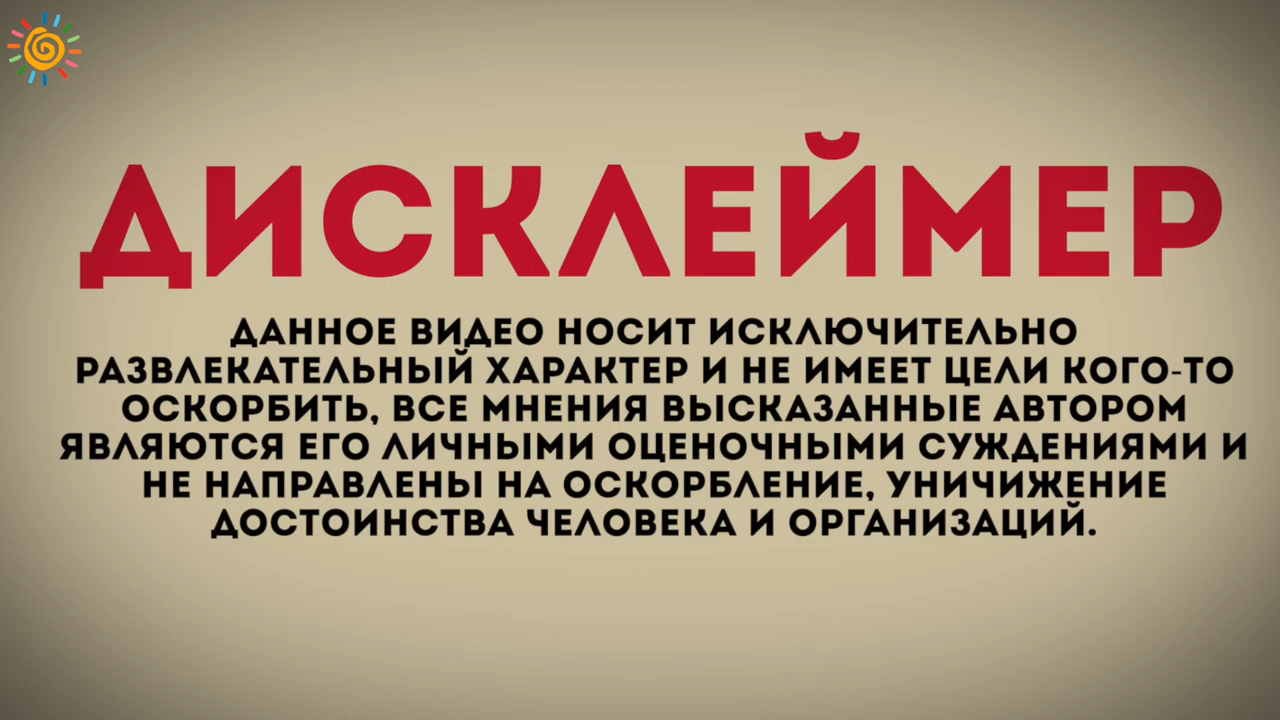 ДИСКЛЕЙМЕР
ДАННОЕ ВИДЕО НОСИТ ИСКЛЮЧИТЕЛЬНО
РАЗВЛЕКАТЕЛЬНЫЙ ХАРАКТЕР И НЕ ИМЕЕТ ЦЕЛИ КОГО-ТО
ОСКОРБИТЬ, ВСЕ МНЕНИЯ ВЫСКАЗАННЫЕ АВТОРОМ
ЯВЛЯЮТСЯ ЕГО ЛИЧНЫМИ ОЦЕНОЧНЫМИ СУЖДЕНИЯМИ И
НЕ НАПРАВЛЕНЫ НА ОСКОРБЛЕНИЕ, УНИЧИЖЕНИЕ
ДОСТОИНСТВА ЧЕЛОВЕКА И ОРГАНИЗАЦИЙ.